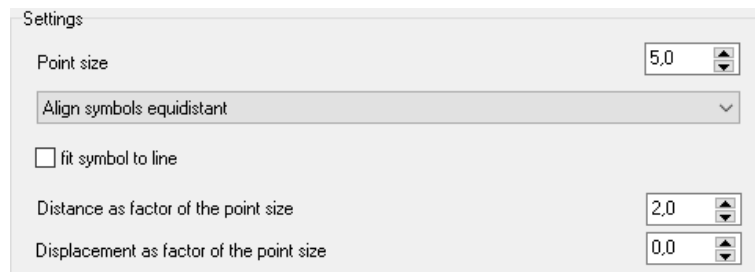 Settings
Point size 5,0
Align symbols equidistant
fit symbol to line
Distance as factor of the point size 2,0
Displacement as factor of the point size 0,0